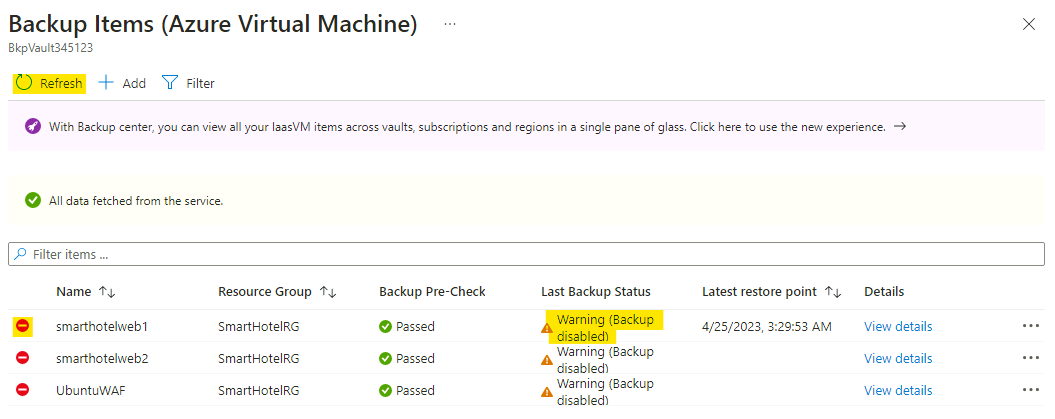 Backup Items (Azure Virtual Machine) ...
BkpVault345123
Refresh Add Filter
With Backup center, you can view all your IaasVM items across vaults, subscriptions and regions in a single pane of glass. Click here to use the new experience. →
All data fetched from the service.
Filter items ...
Name ↑↓ Resource Group ↑↓ Backup Pre-Check Last Backup Status Latest restore point ↑↓ Details
smarthotelweb1 SmartHotelRG Passed Warning (Backup disabled) 4/25/2023, 3:29:53 AM View details ...
smarthotelweb2 SmartHotelRG Passed Warning (Backup disabled) View details ...
UbuntuWAF SmartHotelRG Passed Warning (Backup disabled) View details ...